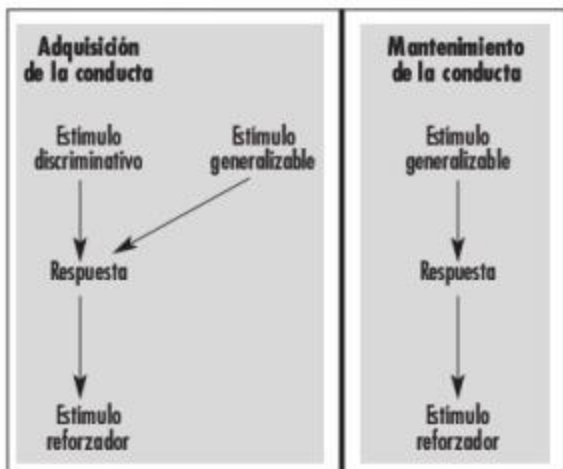 Adquisición
de la conducta
Estímulo
discriminativo
Estímulo
generalizable
Respuesta
Estímulo
reforzador
Mantenimiento
de la conducta
Estímulo
generalizable
Respuesta
Estímulo
reforzador